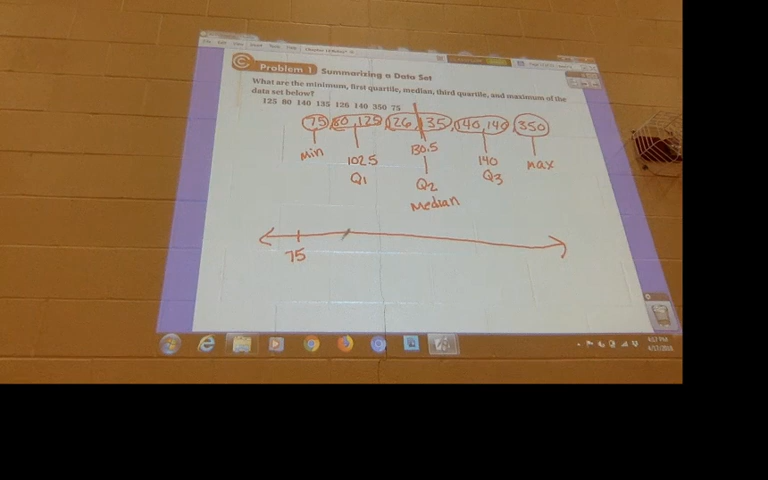 Problem 1 Summarizing a Data Set
What are the minimum, first quartile, median, third quartile, and maximum of the
data set below?
125 80 140 135 126 140 350 75
75 80, 125 126 135 140, 140 350
min 102.5 130.5 140 max
Q1 Q2 Q3
Median
75